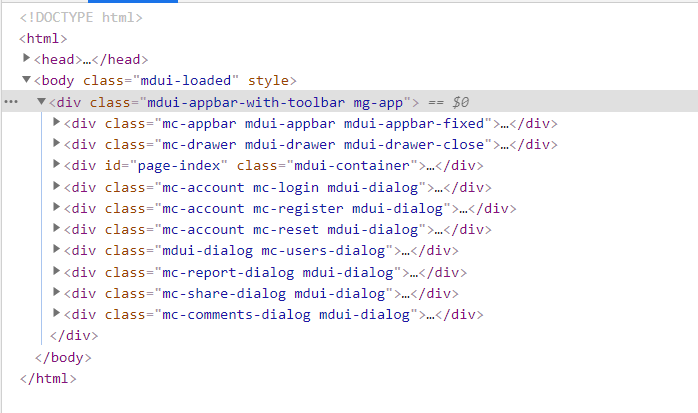 <!DOCTYPE html>
<html>
<head>…</head>
<body class="mdui-loaded" style>
<div class="mdui-appbar-with-toolbar mg-app"> == $0
<div class="mc-appbar mdui-appbar mdui-appbar-fixed">…</div>
<div class="mc-drawer mdui-drawer mdui-drawer-close">…</div>
<div id="page-index" class="mdui-container">…</div>
<div class="mc-account mc-login mdui-dialog">…</div>
<div class="mc-account mc-register mdui-dialog">…</div>
<div class="mc-account mc-reset mdui-dialog">…</div>
<div class="mdui-dialog mc-users-dialog">…</div>
<div class="mc-report-dialog mdui-dialog">…</div>
<div class="mc-share-dialog mdui-dialog">…</div>
<div class="mc-comments-dialog mdui-dialog">…</div>
</div>
</body>
</html>